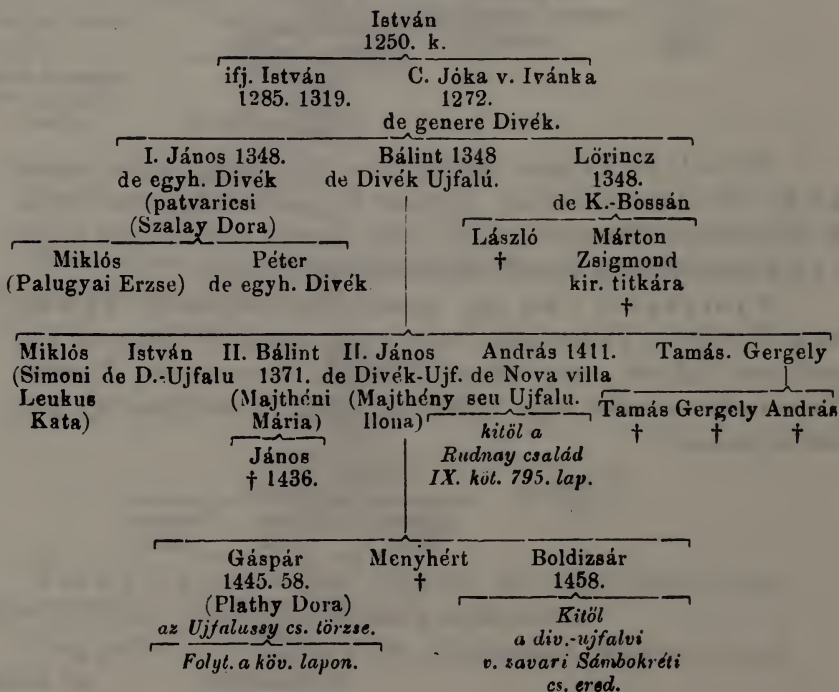 István
1250. k.
ifj. István C. Jóka v. Ivánka
1285. 1319. 1272.
de genere Divék.
I. János 1348. Bálint 1348 Lőrincz
de egyh. Divék de Divék Ujfalú. 1348.
(patvaricsi de K.-Bossán
(Szalay Dora)
László Márton
† Zsigmond
kir. titkára
†
Miklós Péter
(Palugyai Erzse) de egyh. Divék
Miklós István II. Bálint II. János András 1411. Tamás. Gergely
(Simoni de D.-Ujfalu 1371. de Divék-Ujf. de Nova villa
Leukus (Majthéni (Majthény seu Ujfalu.
Kata) Mária) Ilona)
Tamás Gergely András
† † †
János
† 1436.
kitöl a
Rudnay család
IX. köt. 795. lap.
Gáspár Menyhért Boldizsár
1445. 58. † 1458.
(Plathy Dora)
az Ujfalussy cs. törzse.
Folyt. a köv. lapon.
Kitöl
a div.-ujfalvi
v. zavari Sámbokréti
cs. ered.